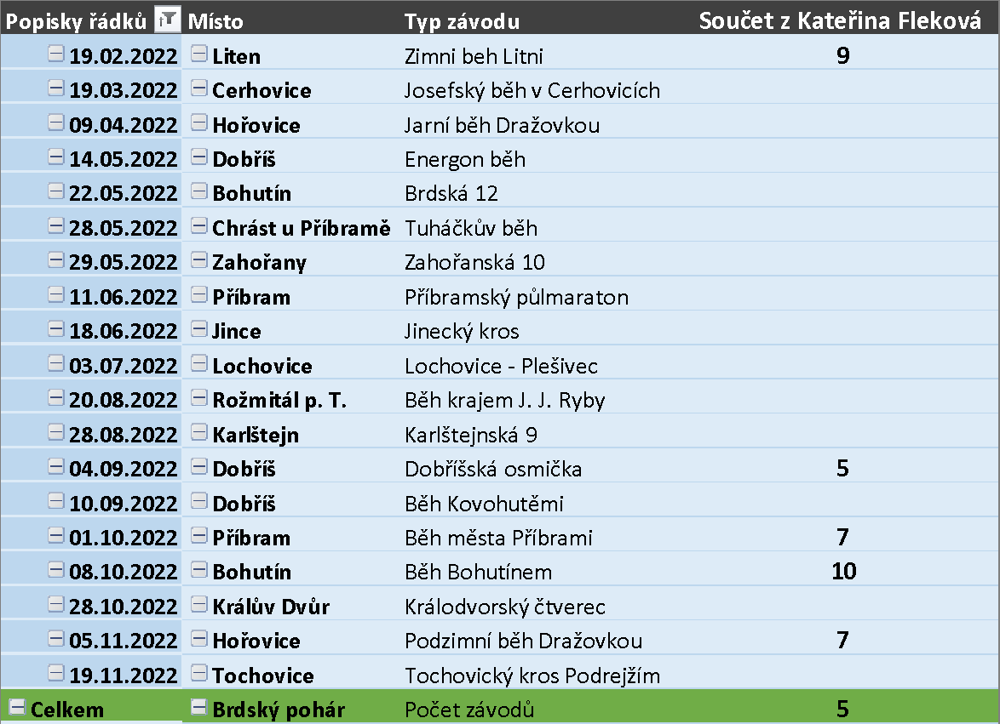 Popisky řádků Místo Typ závodu Součet z Kateřina Fleková
19.02.2022 Liten Zimni beh Litni 9
19.03.2022 Cerhovice Josefský běh v Cerhovicích
09.04.2022 Hořovice Jarní běh Dražovkou
14.05.2022 Dobříš Energon běh
22.05.2022 Bohutín Brdská 12
28.05.2022 Chrást u Příbramě Tuháčkův běh
29.05.2022 Zahořany Zahořanská 10
11.06.2022 Příbram Příbramský půlmaraton
18.06.2022 Jince Jinecký kros
03.07.2022 Lochovice Lochovice - Plešivec
20.08.2022 Rožmitál p. T. Běh krajem J. J. Ryby
28.08.2022 Karlštejn Karlštejnská 9
04.09.2022 Dobříš Dobříšská osmička 5
10.09.2022 Dobříš Běh Kovohutěmi
01.10.2022 Příbram Běh města Příbrami 7
08.10.2022 Bohutín Běh Bohutínem 10
28.10.2022 Králův Dvůr Králodvorský čtverec
05.11.2022 Hořovice Podzimní běh Dražovkou 7
19.11.2022 Tochovice Tochovický kros Podrejžím
Celkem Brdský pohár Počet závodů 5